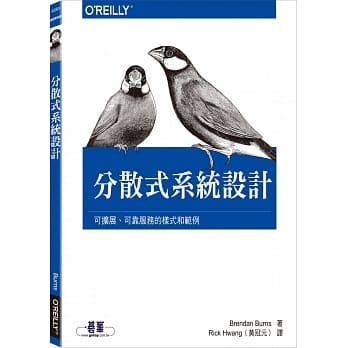 O'REILLY®
分散式系統設計
可擴展、可靠服務的樣式和範例
Brendan Burns 著
Rick Hwang（黃冠元） 譯
碁峯
分散式系統設計
Burns
O'REILLY®